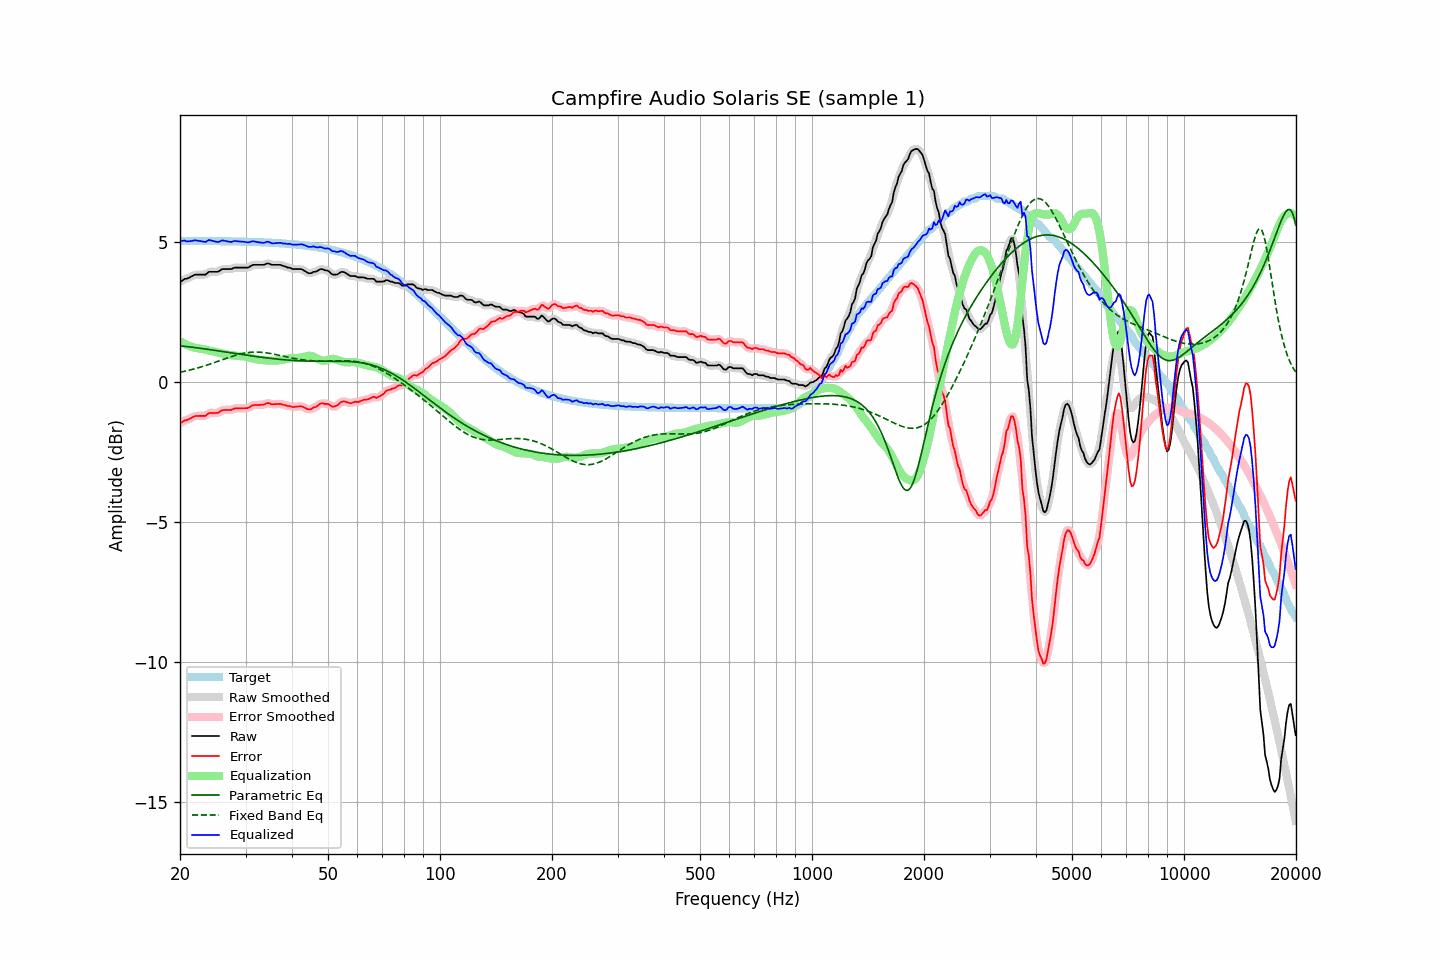 Campfire Audio Solaris SE (sample 1)
Amplitude (dBr)
5
0
−5
−10
−15
Target
Raw Smoothed
Error Smoothed
Raw
Error
Equalization
Parametric Eq
Fixed Band Eq
Equalized
20
50
100
200
500
1000
2000
5000
10000
20000
Frequency (Hz)